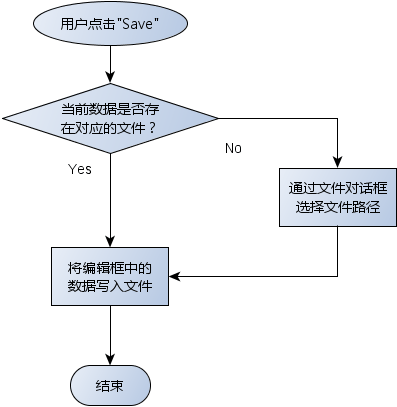 用户点击"Save"
当前数据是否存
在对应的文件？
Yes
No
通过文件对话框
选择文件路径
将编辑框中的
数据写入文件
结束